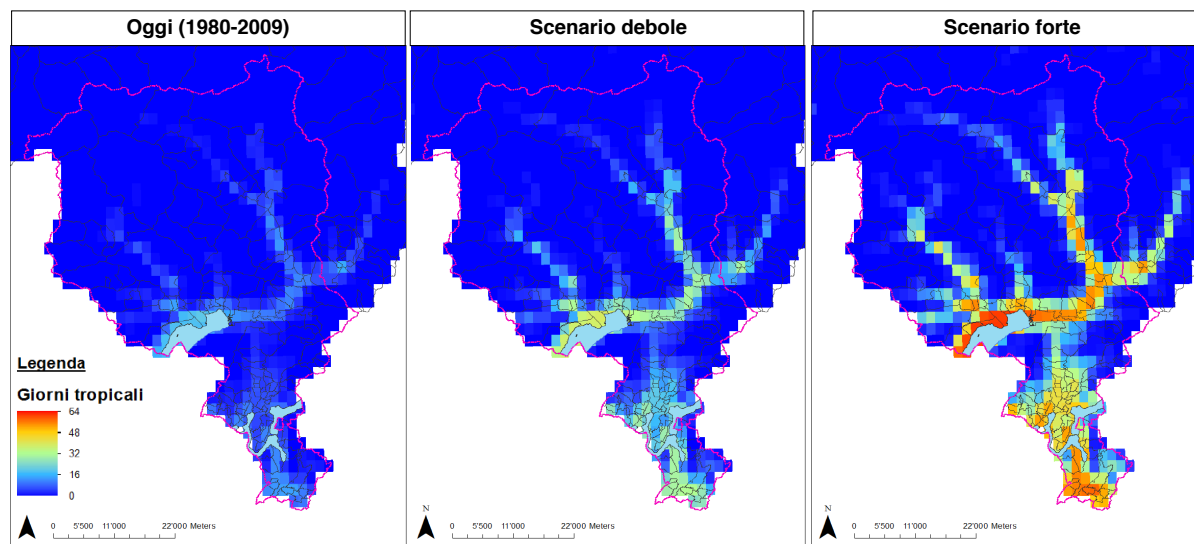 Oggi (1980-2009)
Scenario debole
Scenario forte
Legenda
Giorni tropicali
64
48
32
16
0
0 5'500 11'000 22'000 Meters
N
0 5'500 11'000 22'000 Meters
N
0 5'500 11'000 22'000 Meters